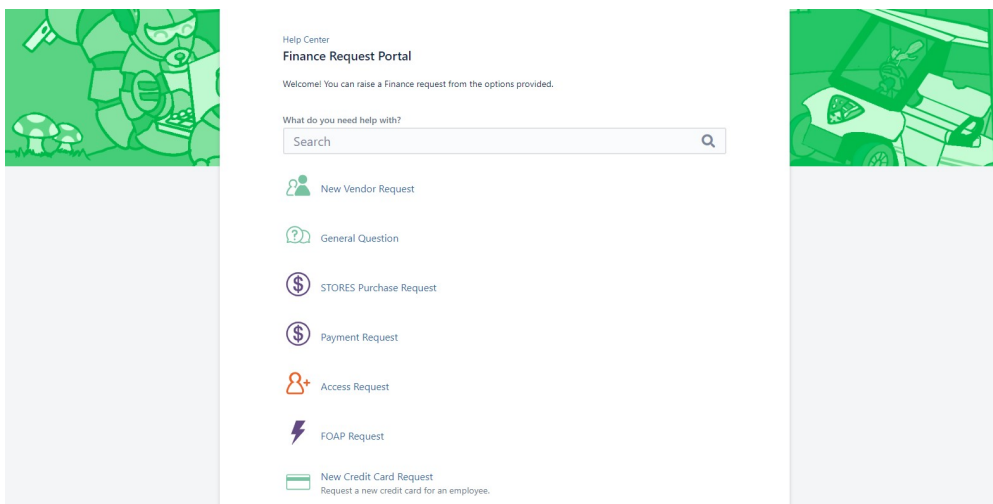 Help Center
Finance Request Portal
Welcome! You can raise a Finance request from the options provided.
What do you need help with?
Search
New Vendor Request
General Question
STORES Purchase Request
Payment Request
Access Request
FOAP Request
New Credit Card Request
Request a new credit card for an employee.